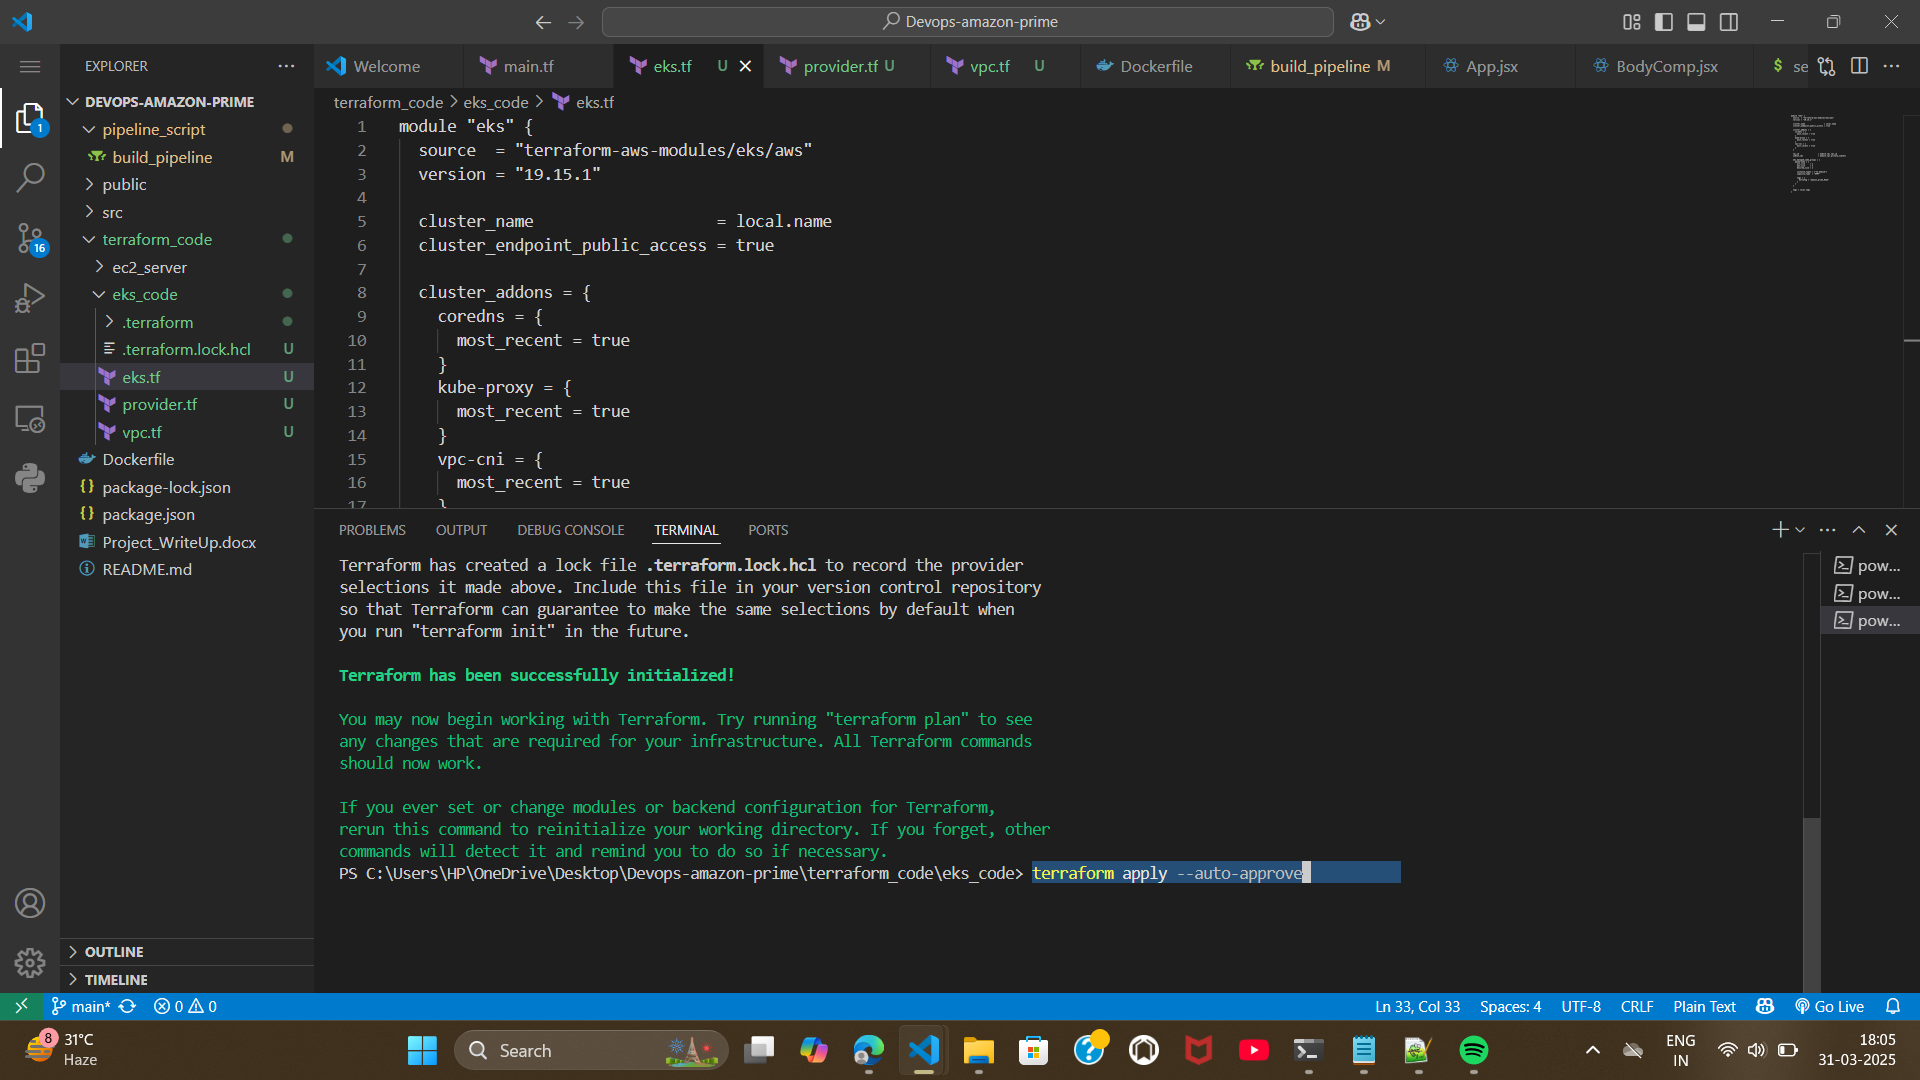 Devops-amazon-prime
EXPLORER
DEVOPS-AMAZON-PRIME
pipeline_script
build_pipeline M
public
src
terraform_code
ec2_server
eks_code
.terraform
.terraform.lock.hcl U
eks.tf U
provider.tf U
vpc.tf U
Dockerfile
package-lock.json
package.json
Project_WriteUp.docx
README.md
OUTLINE
TIMELINE
1
16
Welcome
main.tf
eks.tf U
provider.tf U
vpc.tf U
Dockerfile
build_pipeline M
App.jsx
BodyComp.jsx
$ se
terraform_code > eks_code > eks.tf
1 module "eks" {
2 source = "terraform-aws-modules/eks/aws"
3 version = "19.15.1"
4
5 cluster_name = local.name
6 cluster_endpoint_public_access = true
7
8 cluster_addons = {
9 coredns = {
10 most_recent = true
11 }
12 kube-proxy = {
13 most_recent = true
14 }
15 vpc-cni = {
16 most_recent = true
17 }
PROBLEMS OUTPUT DEBUG CONSOLE TERMINAL PORTS
Terraform has created a lock file .terraform.lock.hcl to record the provider
selections it made above. Include this file in your version control repository
so that Terraform can guarantee to make the same selections by default when
you run "terraform init" in the future.
Terraform has been successfully initialized!
You may now begin working with Terraform. Try running "terraform plan" to see
any changes that are required for your infrastructure. All Terraform commands
should now work.
If you ever set or change modules or backend configuration for Terraform,
rerun this command to reinitialize your working directory. If you forget, other
commands will detect it and remind you to do so if necessary.
PS C:\Users\HP\OneDrive\Desktop\Devops-amazon-prime\terraform_code\eks_code> terraform apply --auto-approve
pow...
pow...
pow...
main* 0 0
Ln 33, Col 33 Spaces: 4 UTF-8 CRLF Plain Text Go Live
8
31°C
Haze
Search
ENG
IN
18:05
31-03-2025